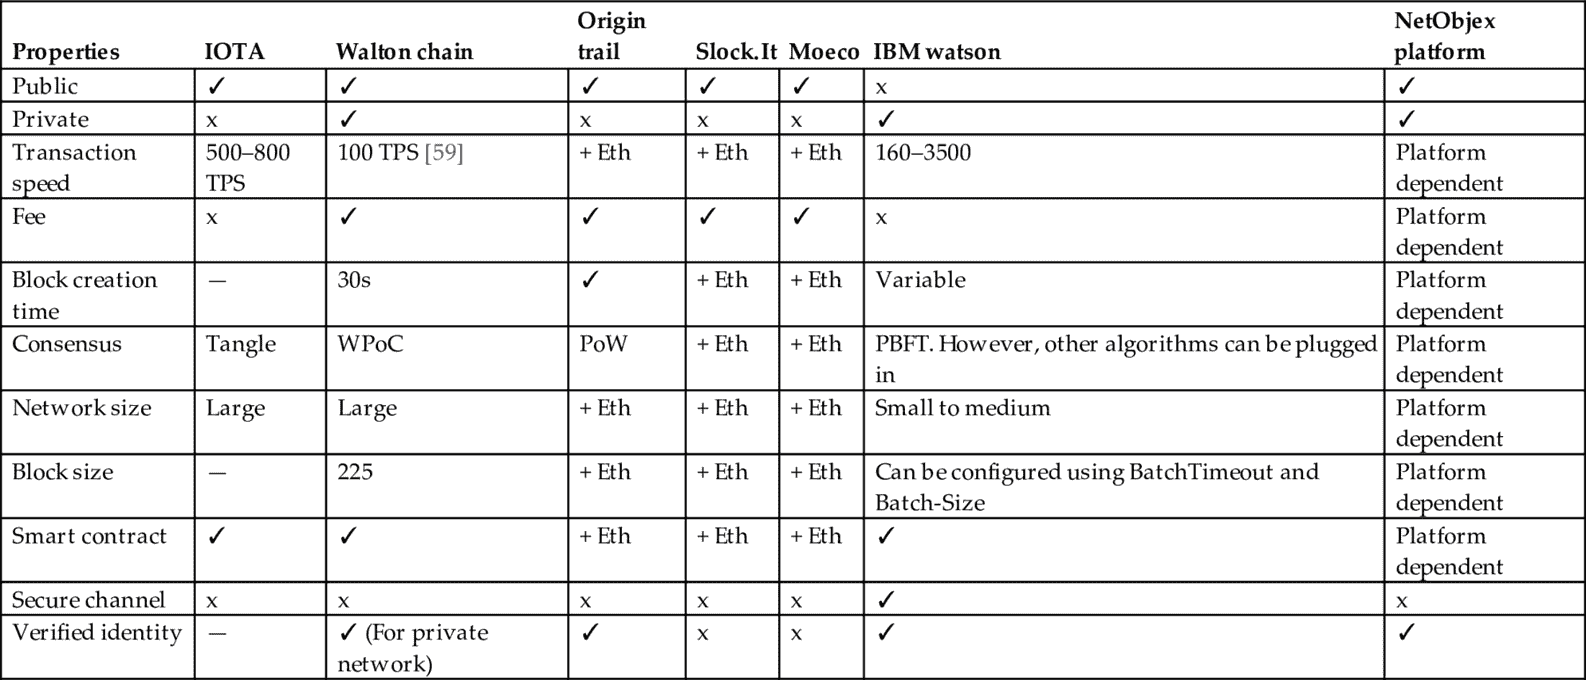 Properties IOTA Walton chain Origin trail Slock.It Moeco IBM watson NetObjex platform
Public ✓ ✓ ✓ ✓ ✓ x ✓
Private x ✓ x x x ✓ ✓
Transaction speed 500–800 TPS 100 TPS [59] + Eth + Eth + Eth 160–3500 Platform dependent
Fee x ✓ ✓ ✓ ✓ x Platform dependent
Block creation time — 30s ✓ + Eth + Eth Variable Platform dependent
Consensus Tangle WPoC PoW + Eth + Eth PBFT. However, other algorithms can be plugged in Platform dependent
Network size Large Large + Eth + Eth + Eth Small to medium Platform dependent
Block size — 225 + Eth + Eth + Eth Can be configured using BatchTimeout and Batch-Size Platform dependent
Smart contract ✓ ✓ + Eth + Eth + Eth ✓ Platform dependent
Secure channel x x x x x ✓ x
Verified identity — ✓ (For private network) ✓ x x ✓ ✓